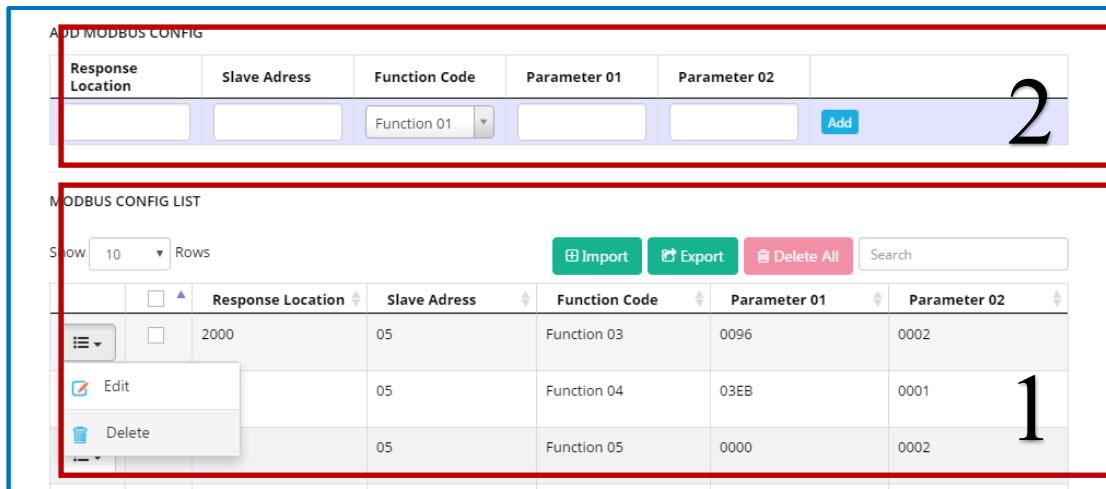 ADD MODBUS CONFIG
Response Location Slave Adress Function Code Parameter 01 Parameter 02
Function 01 Add
2
MODBUS CONFIG LIST
Show 10 Rows Import Export Delete All Search
Response Location Slave Adress Function Code Parameter 01 Parameter 02
2000 05 Function 03 0096 0002
Edit
05 Function 04 03EB 0001
1
Delete
05 Function 05 0000 0002